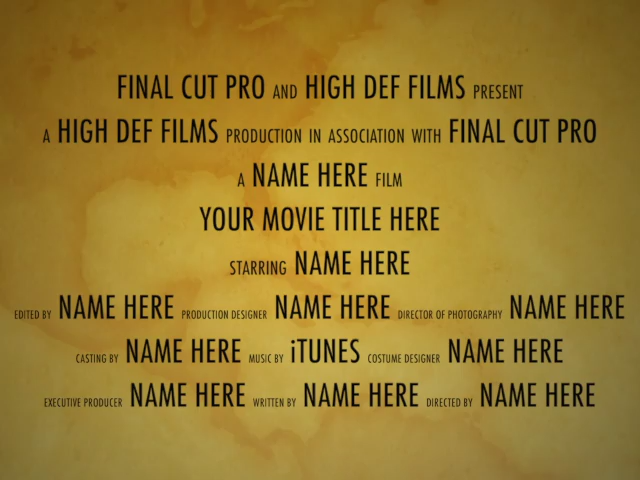 FINAL CUT PRO AND HIGH DEF FILMS PRESENT
A HIGH DEF FILMS PRODUCTION IN ASSOCIATION WITH FINAL CUT PRO
A NAME HERE FILM
YOUR MOVIE TITLE HERE
STARRING NAME HERE
EDITED BY NAME HERE PRODUCTION DESIGNER NAME HERE DIRECTOR OF PHOTOGRAPHY NAME HERE
CASTING BY NAME HERE MUSIC BY iTUNES COSTUME DESIGNER NAME HERE
EXECUTIVE PRODUCER NAME HERE WRITTEN BY NAME HERE DIRECTED BY NAME HERE